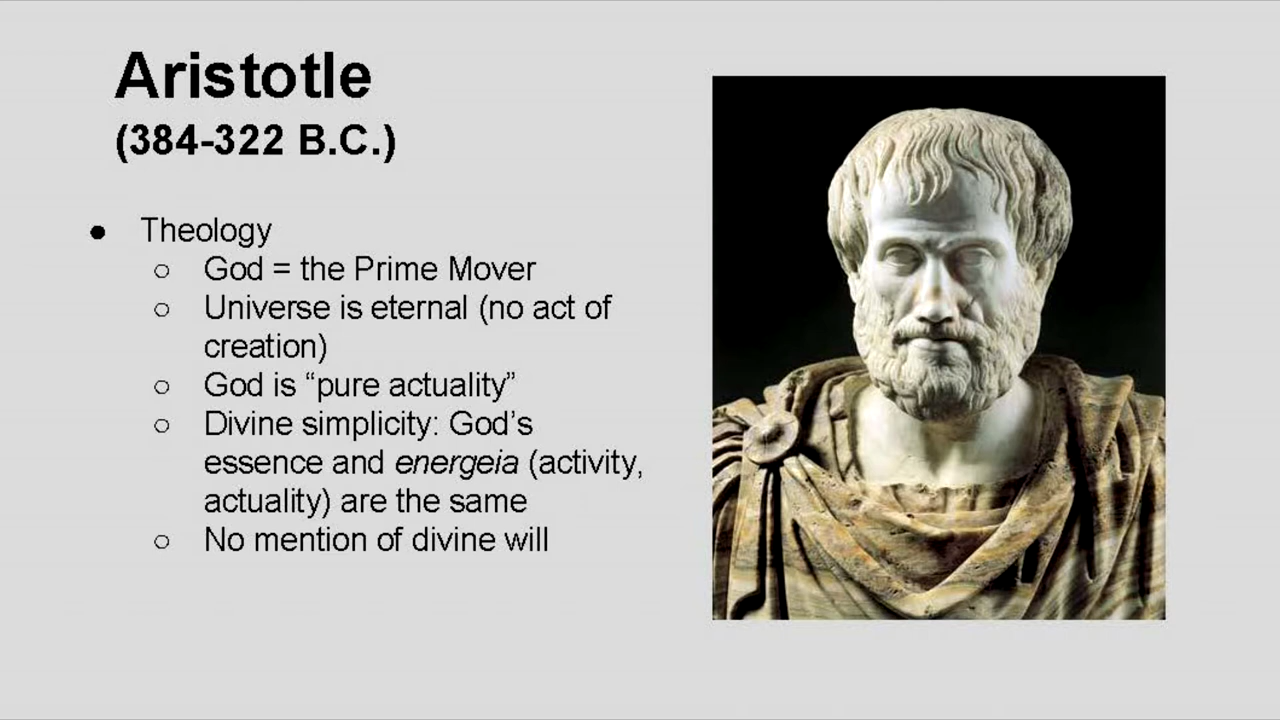 Aristotle
(384-322 B.C.)
● Theology
○ God = the Prime Mover
○ Universe is eternal (no act of
creation)
○ God is “pure actuality”
○ Divine simplicity: God’s
essence and energeia (activity,
actuality) are the same
○ No mention of divine will